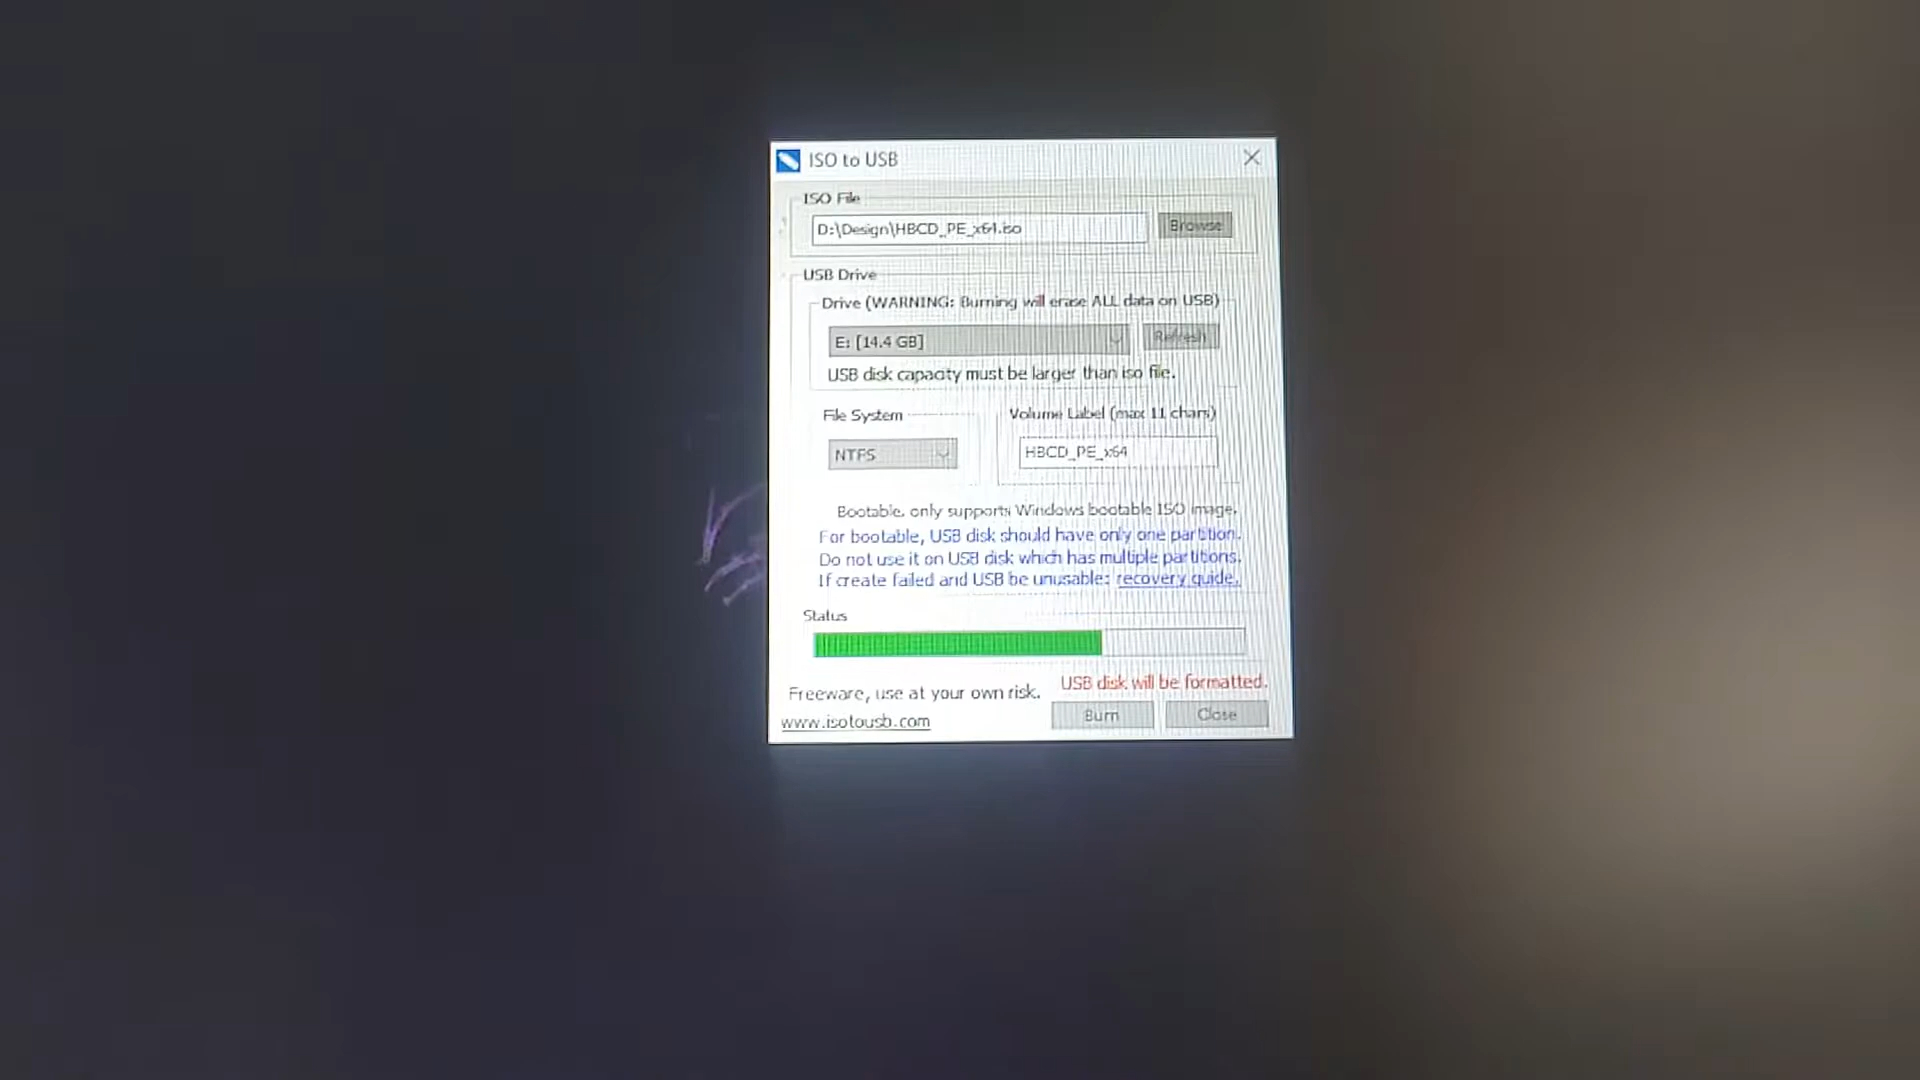 ISO to USB
ISO File
D:\Design\HBCD_PE_x64.iso
Browse
USB Drive
Drive (WARNING: Burning will erase ALL data on USB)
E: [14.4 GB]
Refresh
USB disk capacity must be larger than iso file.
File System
Volume Label (max 11 chars)
NTFS
HBCD_PE_x64
Bootable, only supports Windows bootable ISO image.
For bootable, USB disk should have only one partition.
Do not use it on USB disk which has multiple partitions.
If create failed and USB be unusable: recovery guide.
Status
USB disk will be formatted.
Freeware, use at your own risk.
www.isotousb.com
Burn
Close